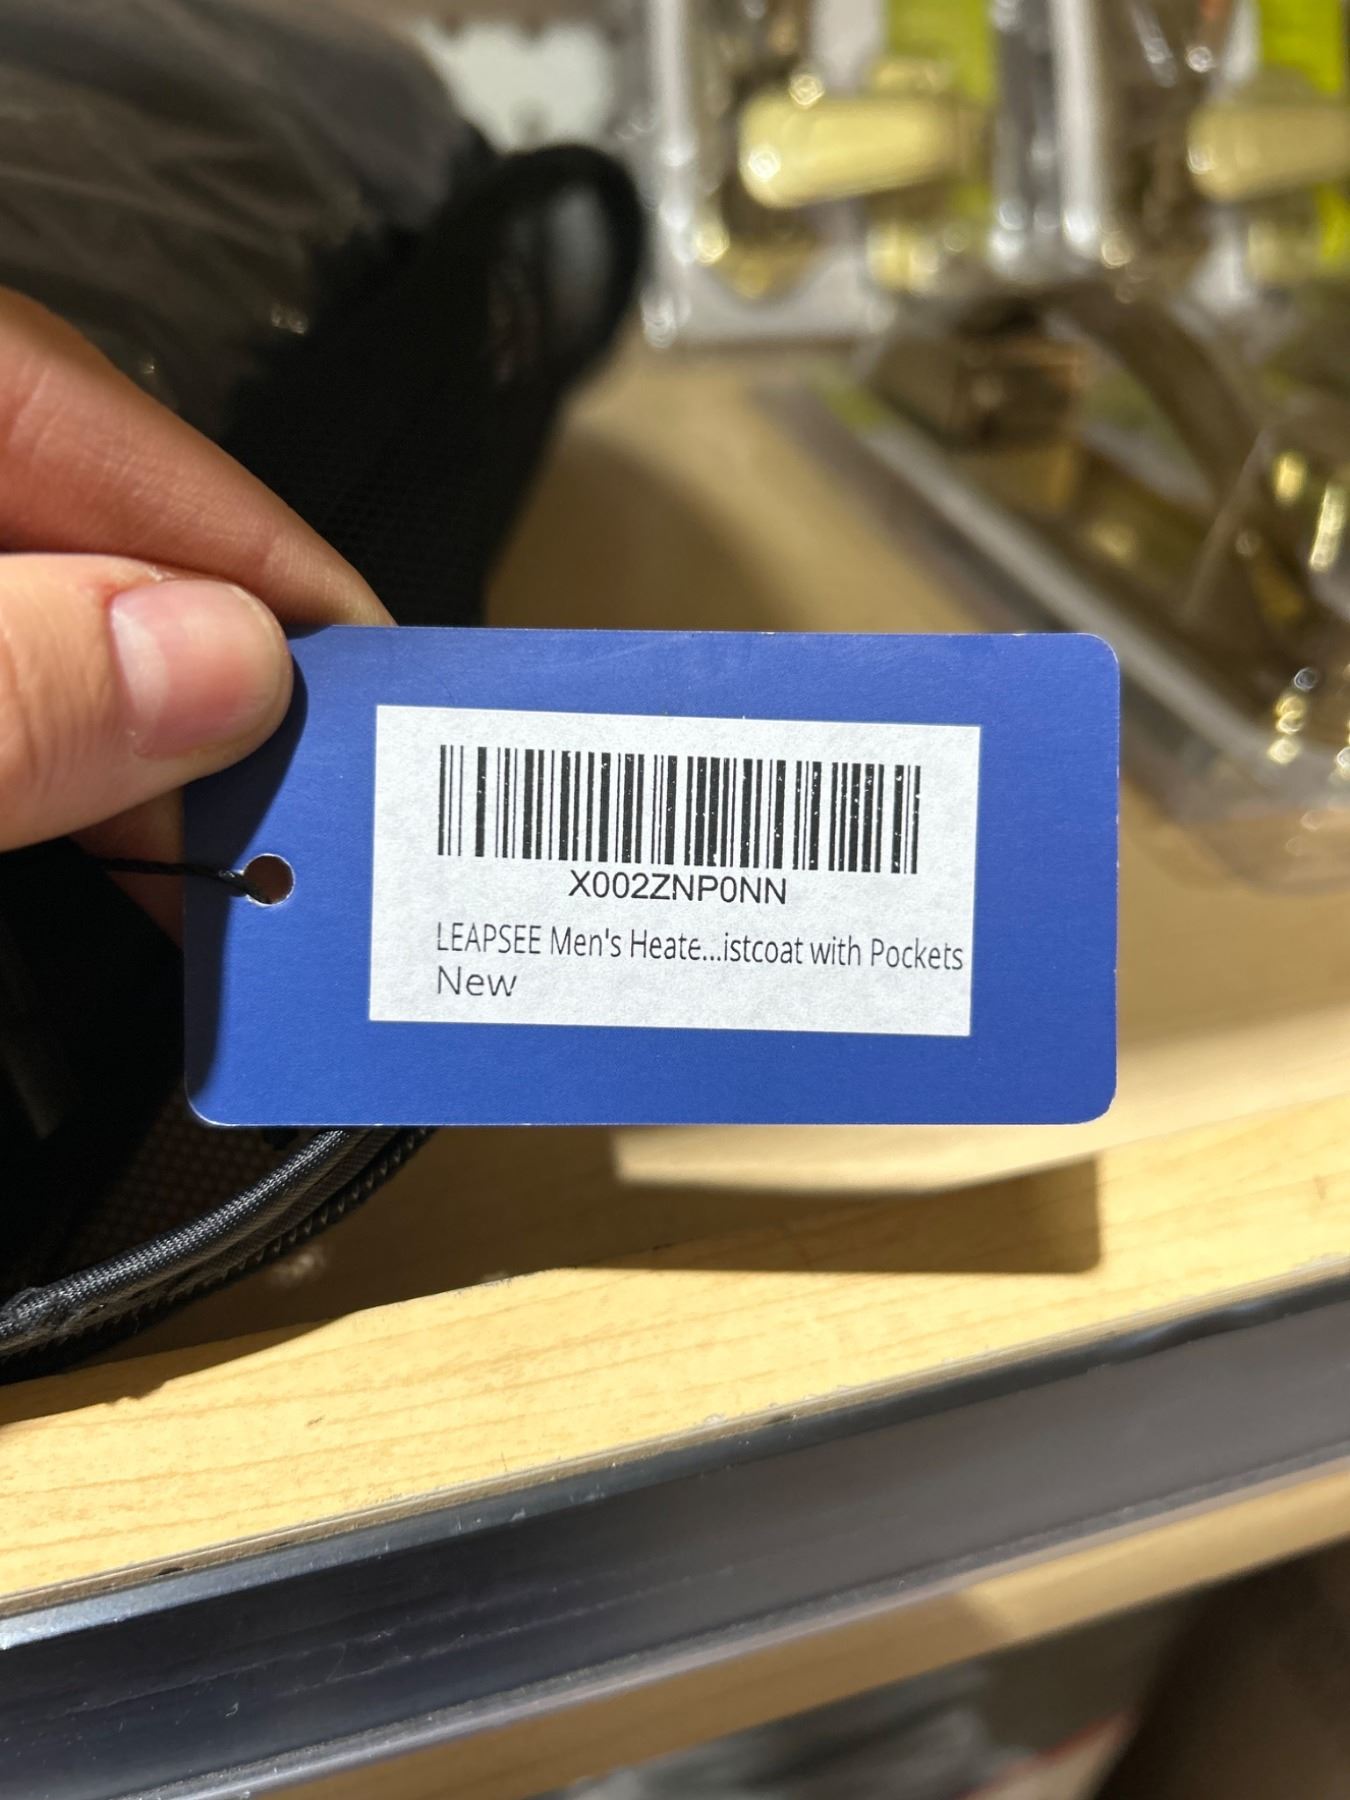 X002ZNP0NN
LEAPSEE Men's Heate...istcoat with Pockets
New